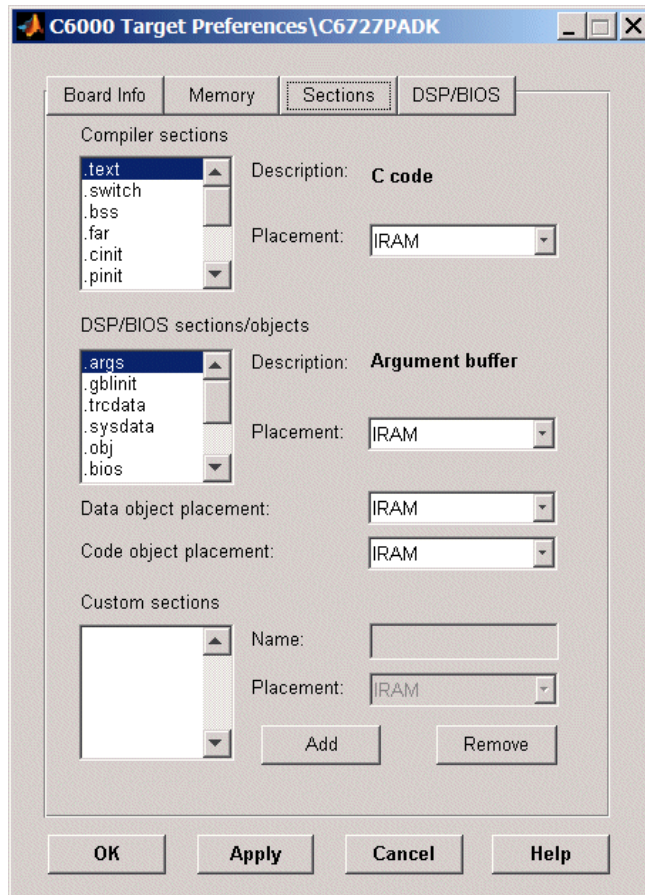 C6000 Target Preferences\C6727PADK
Board Info Memory Sections DSP/BIOS
Compiler sections
.text
.switch
.bss
.far
.cinit
.pinit
Description: C code
Placement: IRAM
DSP/BIOS sections/objects
.args
.gblinit
.trcdata
.sysdata
.obj
.bios
Description: Argument buffer
Placement: IRAM
Data object placement: IRAM
Code object placement: IRAM
Custom sections
Name:
Placement: IRAM
Add Remove
OK Apply Cancel Help